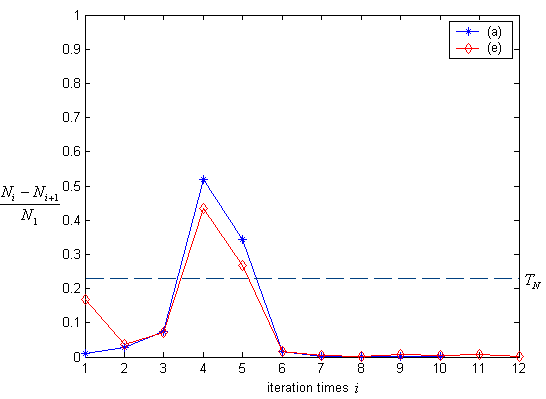 1
0.9
0.8
0.7
0.6
0.5
0.4
0.3
0.2
0.1
0
(a)
(e)
N_i − N_{i+1}
N_1
T_N
1 2 3 4 5 6 7 8 9 10 11 12
iteration times i